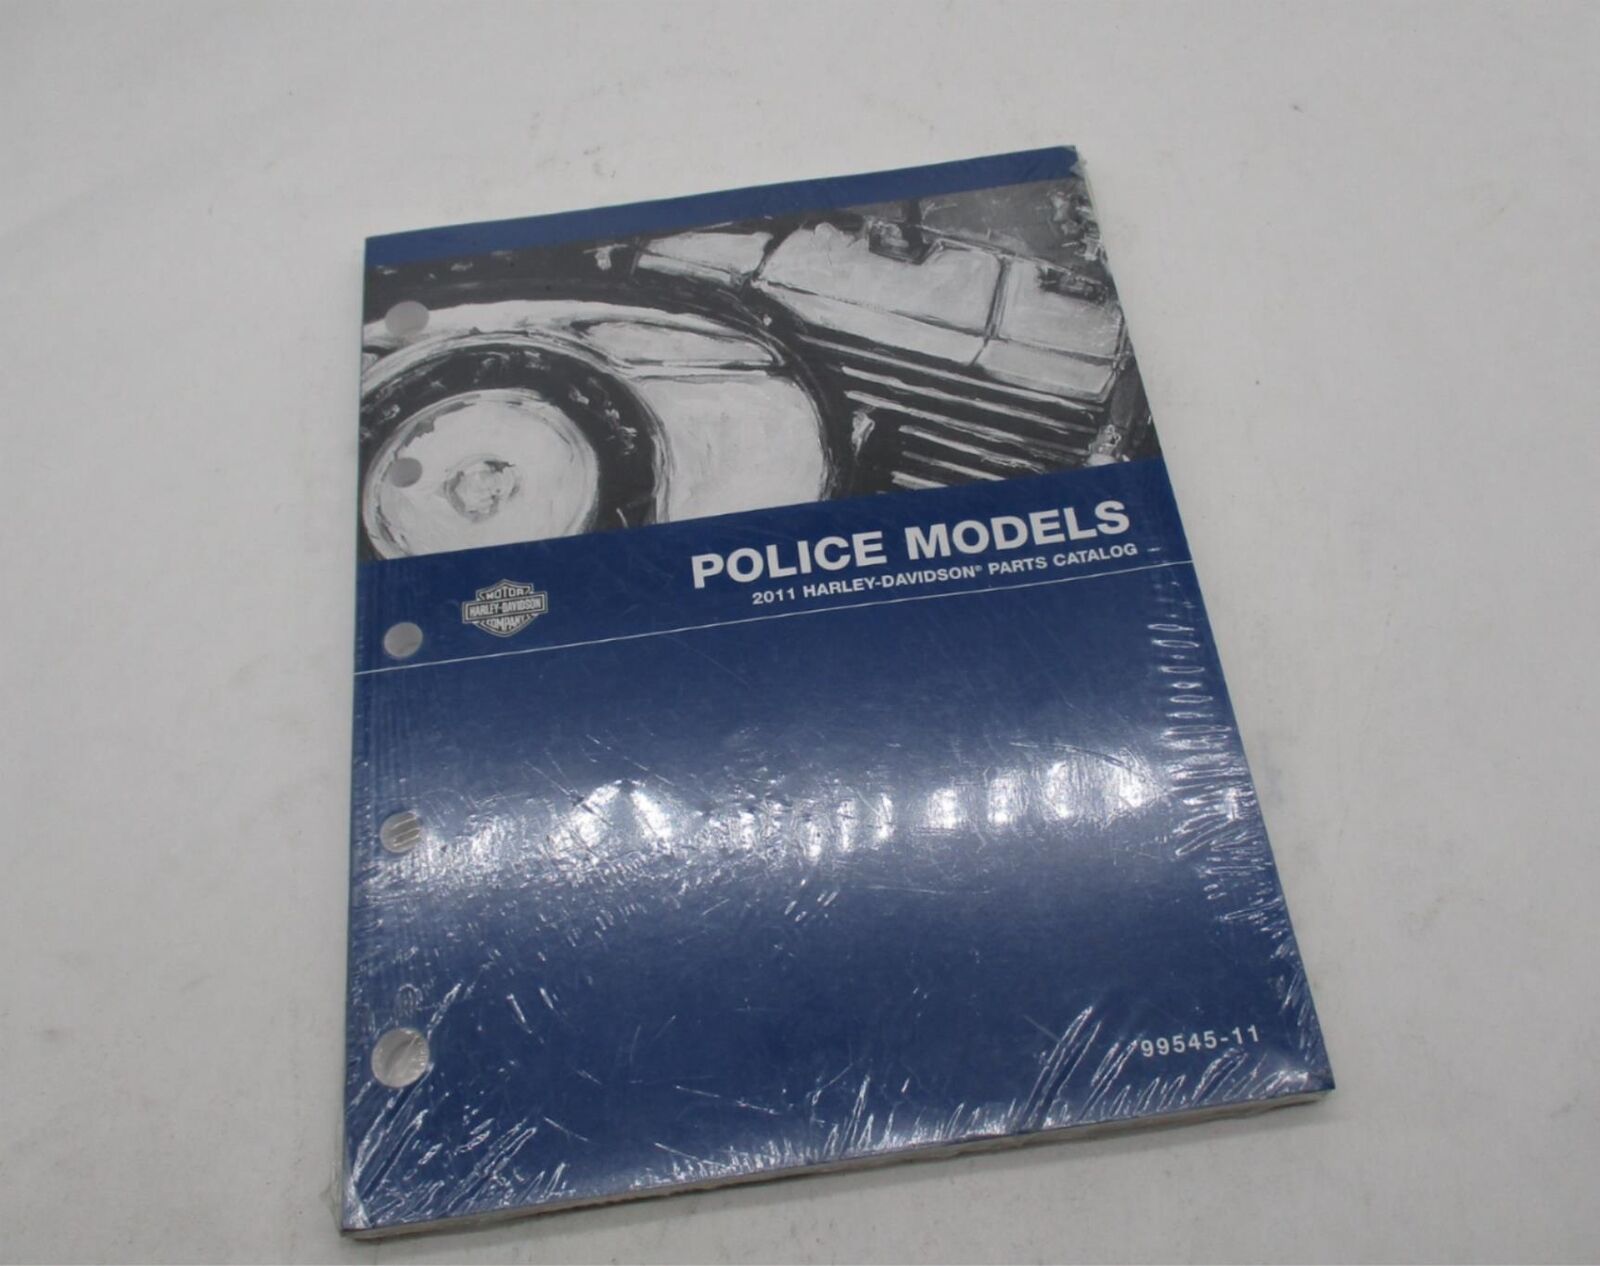 POLICE MODELS
2011 HARLEY-DAVIDSON® PARTS CATALOG
MOTOR
HARLEY-DAVIDSON
COMPANY
99545-11